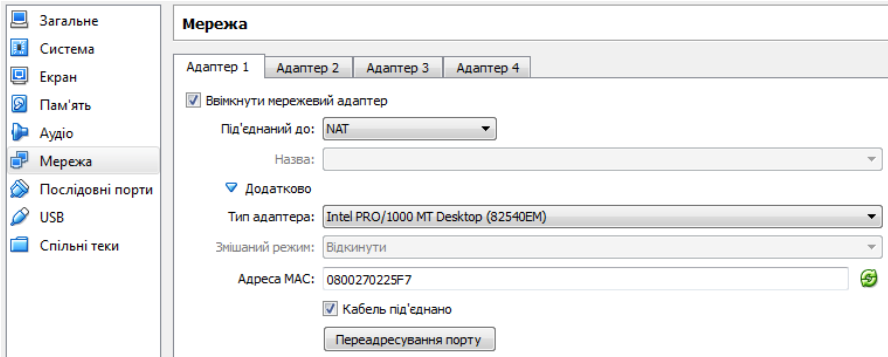 Загальне
Система
Екран
Пам'ять
Аудіо
Мережа
Послідовні порти
USB
Спільні теки
Мережа
Адаптер 1 Адаптер 2 Адаптер 3 Адаптер 4
Ввімкнути мережевий адаптер
Під'єднаний до: NAT
Назва:
Додатково
Тип адаптера: Intel PRO/1000 MT Desktop (82540EM)
Змішаний режим: Відкинути
Адреса MAC: 0800270225F7
Кабель під'єднано
Переадресування порту